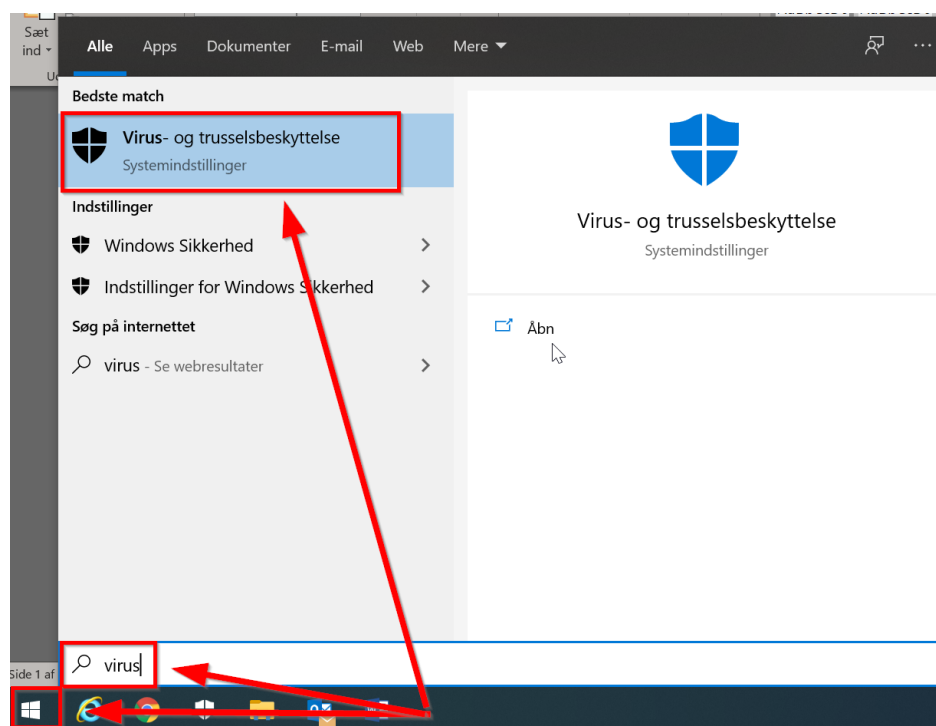 Sæt
ind
Alle Apps Dokumenter E-mail Web Mere
Bedste match
Virus- og trusselsbeskyttelse
Systemindstillinger
Indstillinger
Windows Sikkerhed
Indstillinger for Windows Sikkerhed
Søg på internettet
virus - Se webresultater
Virus- og trusselsbeskyttelse
Systemindstillinger
Åbn
Side 1 af
virus